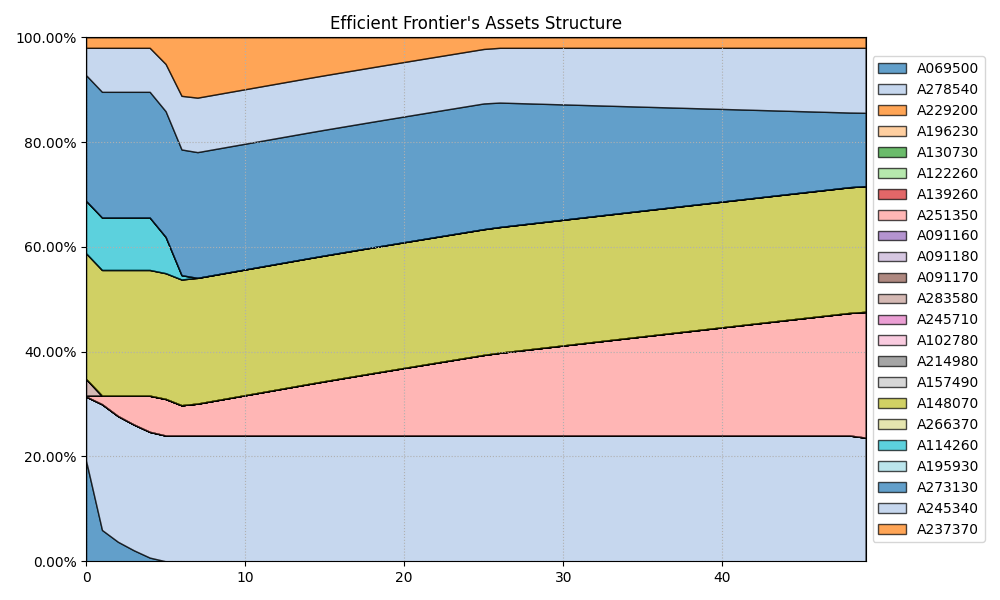 Efficient Frontier's Assets Structure
100.00%
80.00%
60.00%
40.00%
20.00%
0.00%
0
10
20
30
40
A069500
A278540
A229200
A196230
A130730
A122260
A139260
A251350
A091160
A091180
A091170
A283580
A245710
A102780
A214980
A157490
A148070
A266370
A114260
A195930
A273130
A245340
A237370